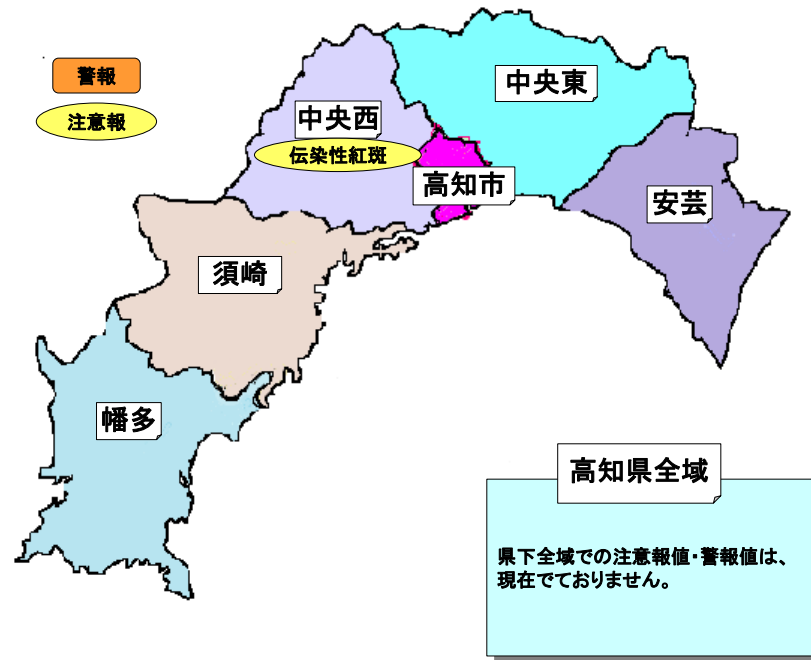 警報
注意報
中央西
伝染性紅斑
中央東
高知市
安芸
須崎
幡多
高知県全域
県下全域での注意報値・警報値は、
現在でておりません。